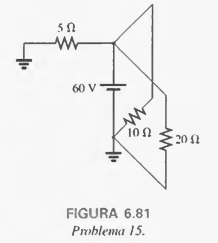 5 Ω
60 V
10 Ω
20 Ω
FIGURA 6.81
Problema 15.